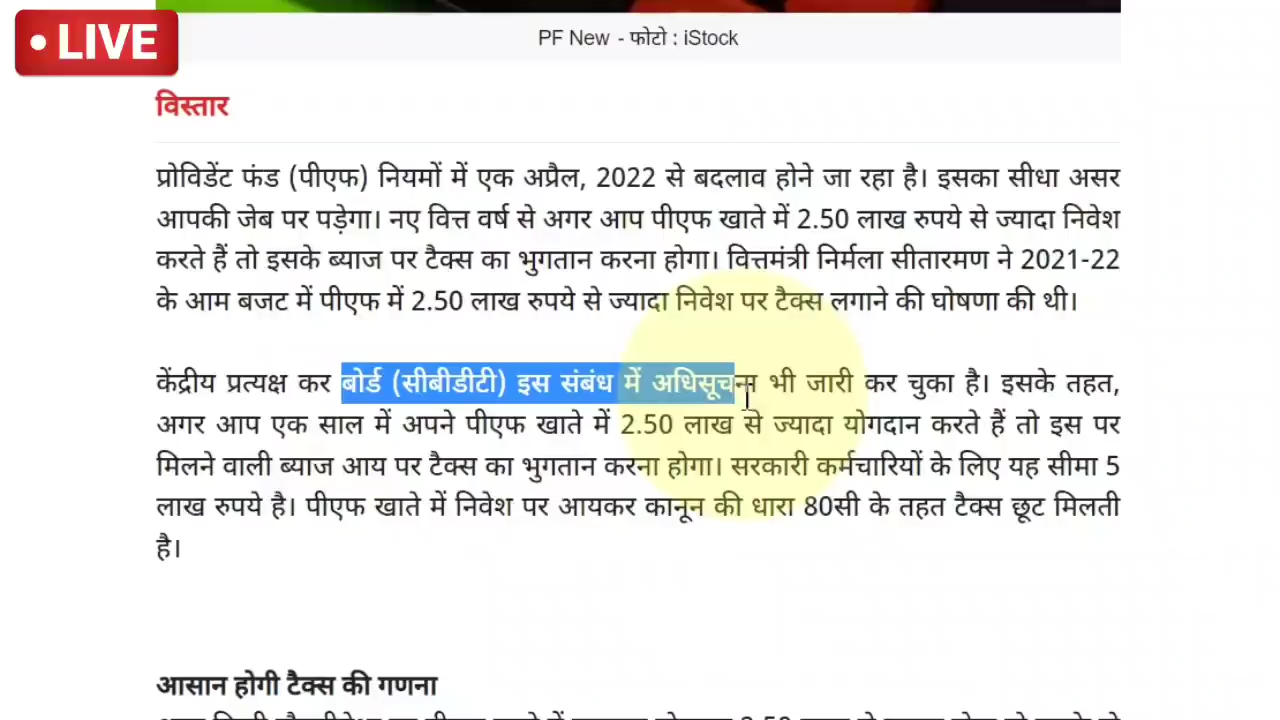 LIVE
PF New - फोटो : iStock
विस्तार
प्रोविडेंट फंड (पीएफ) नियमों में एक अप्रैल, 2022 से बदलाव होने जा रहा है। इसका सीधा असर
आपकी जेब पर पड़ेगा। नए वित्त वर्ष से अगर आप पीएफ खाते में 2.50 लाख रुपये से ज्यादा निवेश
करते हैं तो इसके ब्याज पर टैक्स का भुगतान करना होगा। वित्तमंत्री निर्मला सीतारमण ने 2021-22
के आम बजट में पीएफ में 2.50 लाख रुपये से ज्यादा निवेश पर टैक्स लगाने की घोषणा की थी।
केंद्रीय प्रत्यक्ष कर बोर्ड (सीबीडीटी) इस संबंध में अधिसूचना भी जारी कर चुका है। इसके तहत,
अगर आप एक साल में अपने पीएफ खाते में 2.50 लाख से ज्यादा योगदान करते हैं तो इस पर
मिलने वाली ब्याज आय पर टैक्स का भुगतान करना होगा। सरकारी कर्मचारियों के लिए यह सीमा 5
लाख रुपये है। पीएफ खाते में निवेश पर आयकर कानून की धारा 80सी के तहत टैक्स छूट मिलती
है।
आसान होगी टैक्स की गणना